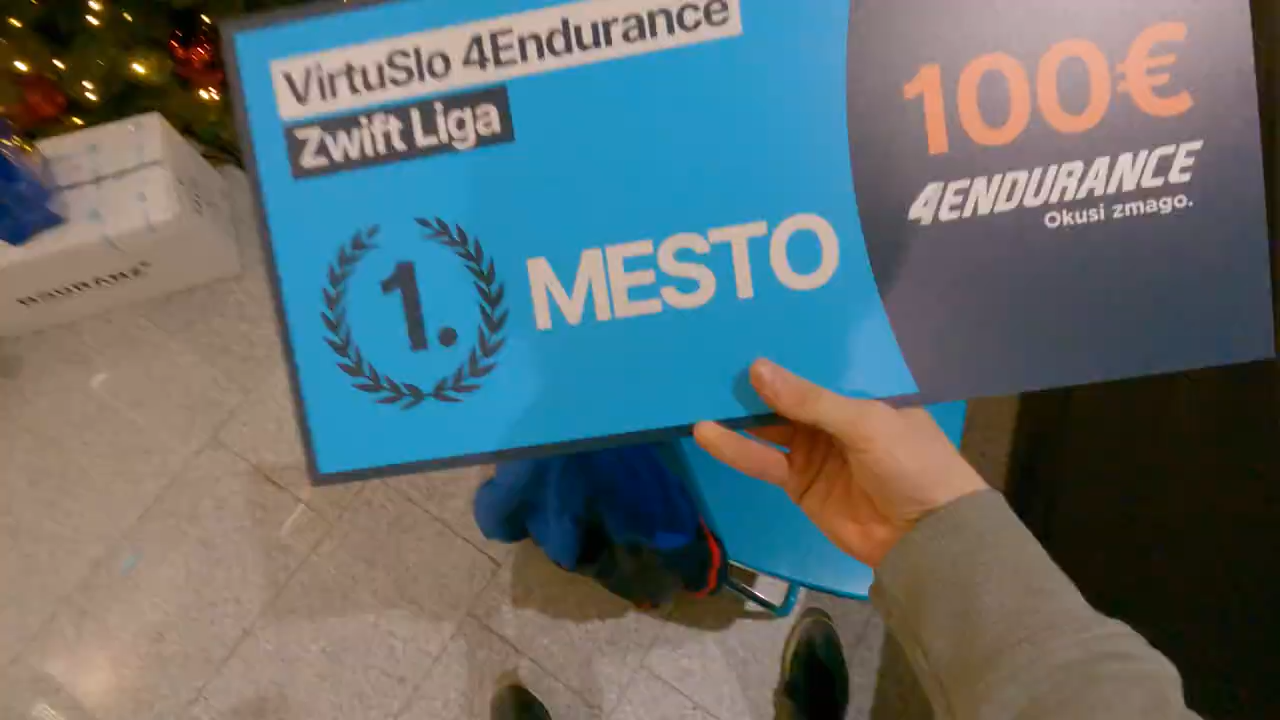 VirtuSlo 4Endurance
Zwift Liga
1. MESTO
100€
4ENDURANCE
Okusi zmago.